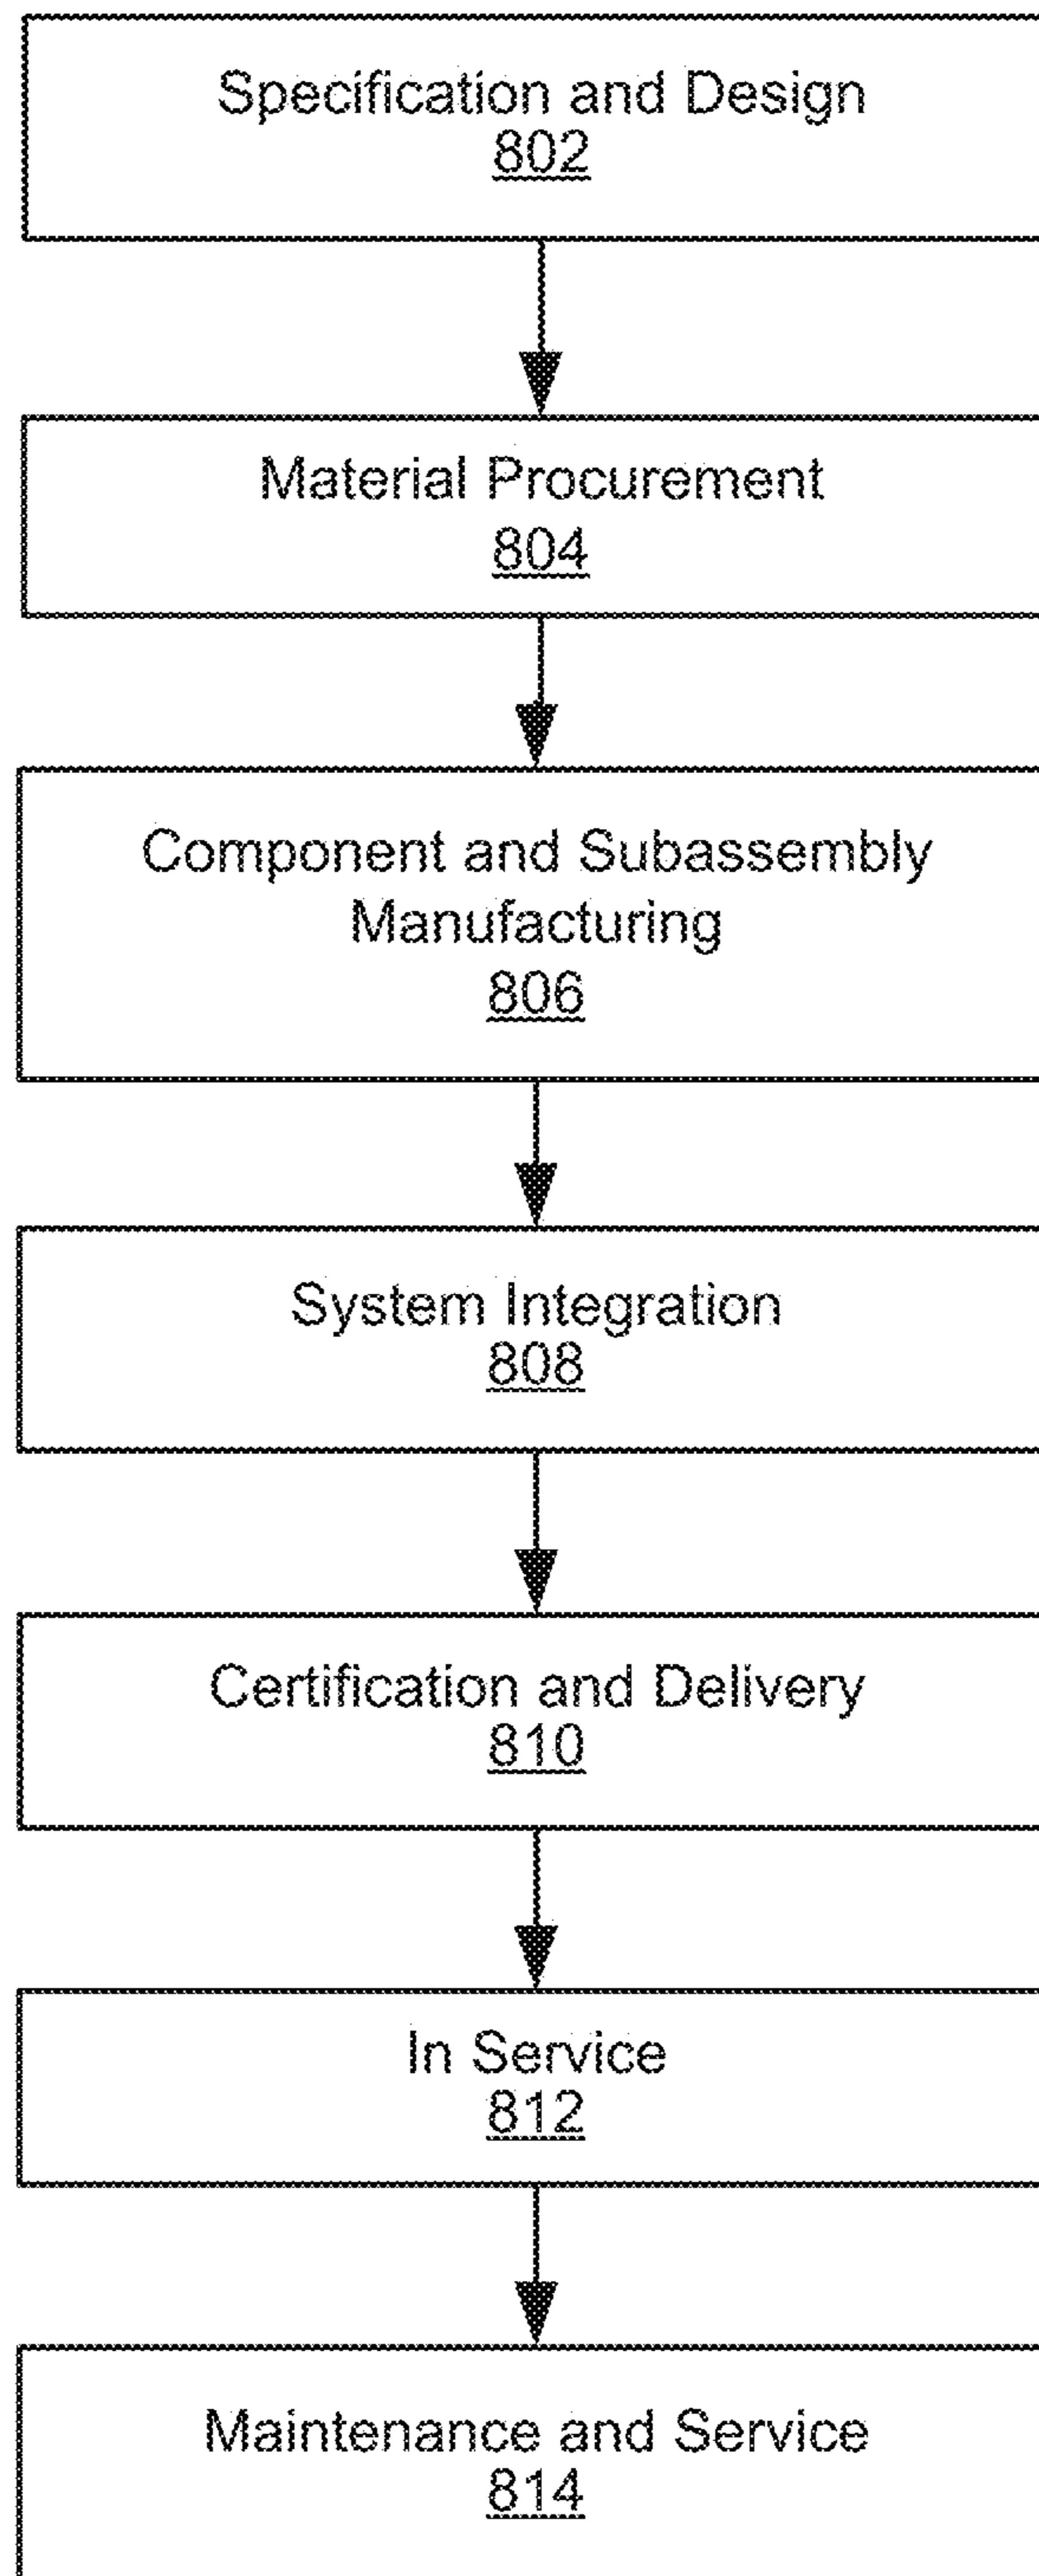 Specification and Design
802
Material Procurement
804
Component and Subassembly
Manufacturing
806
System Integration
808
Certification and Delivery
810
In Service
812
Maintenance and Service
814